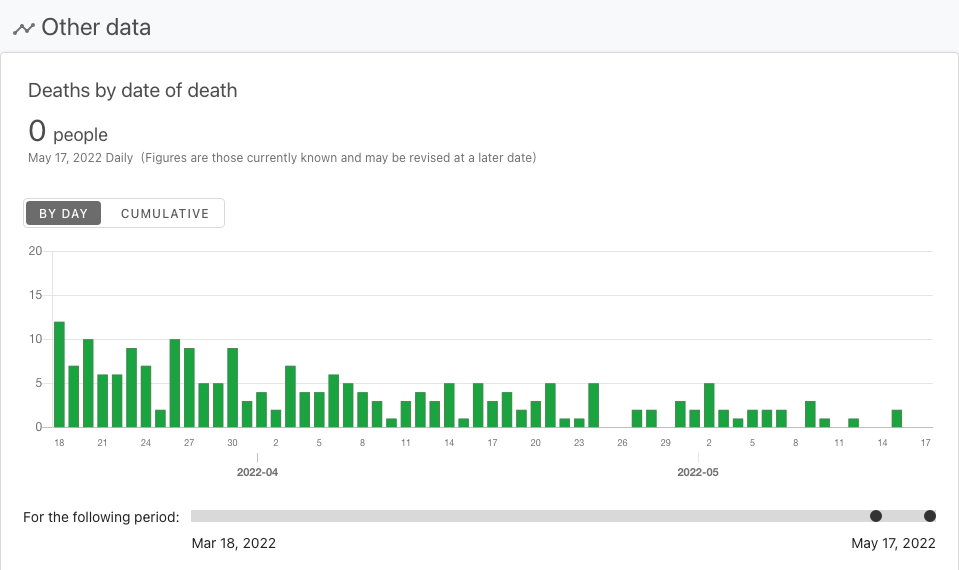 Other data
Deaths by date of death
0 people
May 17, 2022 Daily (Figures are those currently known and may be revised at a later date)
BY DAY CUMULATIVE
20
15
10
5
0
18 21 24 27 30 2 5 8 11 14 17 20 23 26 29 2 5 8 11 14 17
2022-04 2022-05
For the following period:
Mar 18, 2022 May 17, 2022